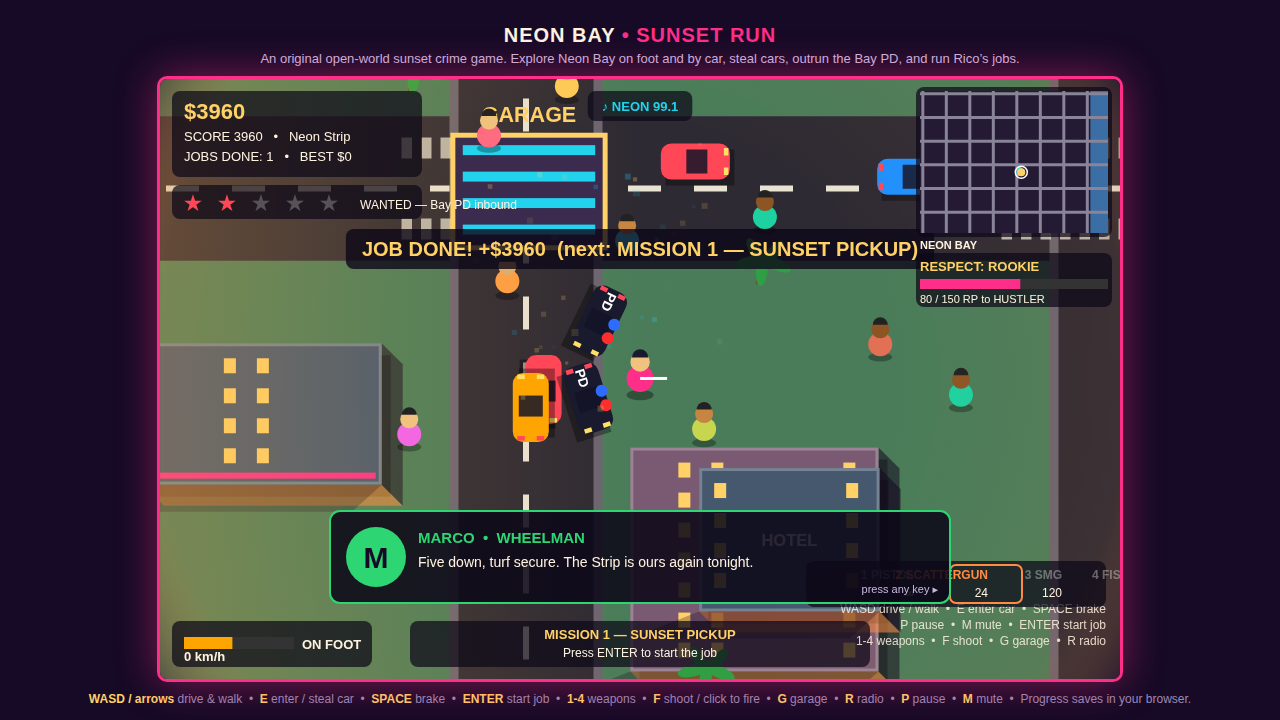 NEON BAY • SUNSET RUN
An original open-world sunset crime game. Explore Neon Bay on foot and by car, steal cars, outrun the Bay PD, and run Rico's jobs.
$3960
SCORE 3960 • Neon Strip
JOBS DONE: 1 • BEST $0
WANTED — Bay PD inbound
GARAGE
♪ NEON 99.1
JOB DONE! +$3960 (next: MISSION 1 — SUNSET PICKUP)
NEON BAY
RESPECT: ROOKIE
80 / 150 RP to HUSTLER
PD
PD
HOTEL
M
MARCO • WHEELMAN
Five down, turf secure. The Strip is ours again tonight.
press any key ▸
1 PISTOL
2 SCATTERGUN
24
3 SMG
120
4 FIS
WASD drive / walk • E enter car • SPACE brake
P pause • M mute • ENTER start job
1-4 weapons • F shoot • G garage • R radio
ON FOOT
0 km/h
MISSION 1 — SUNSET PICKUP
Press ENTER to start the job
WASD / arrows drive & walk • E enter / steal car • SPACE brake • ENTER start job • 1-4 weapons • F shoot / click to fire • G garage • R radio • P pause • M mute • Progress saves in your browser.